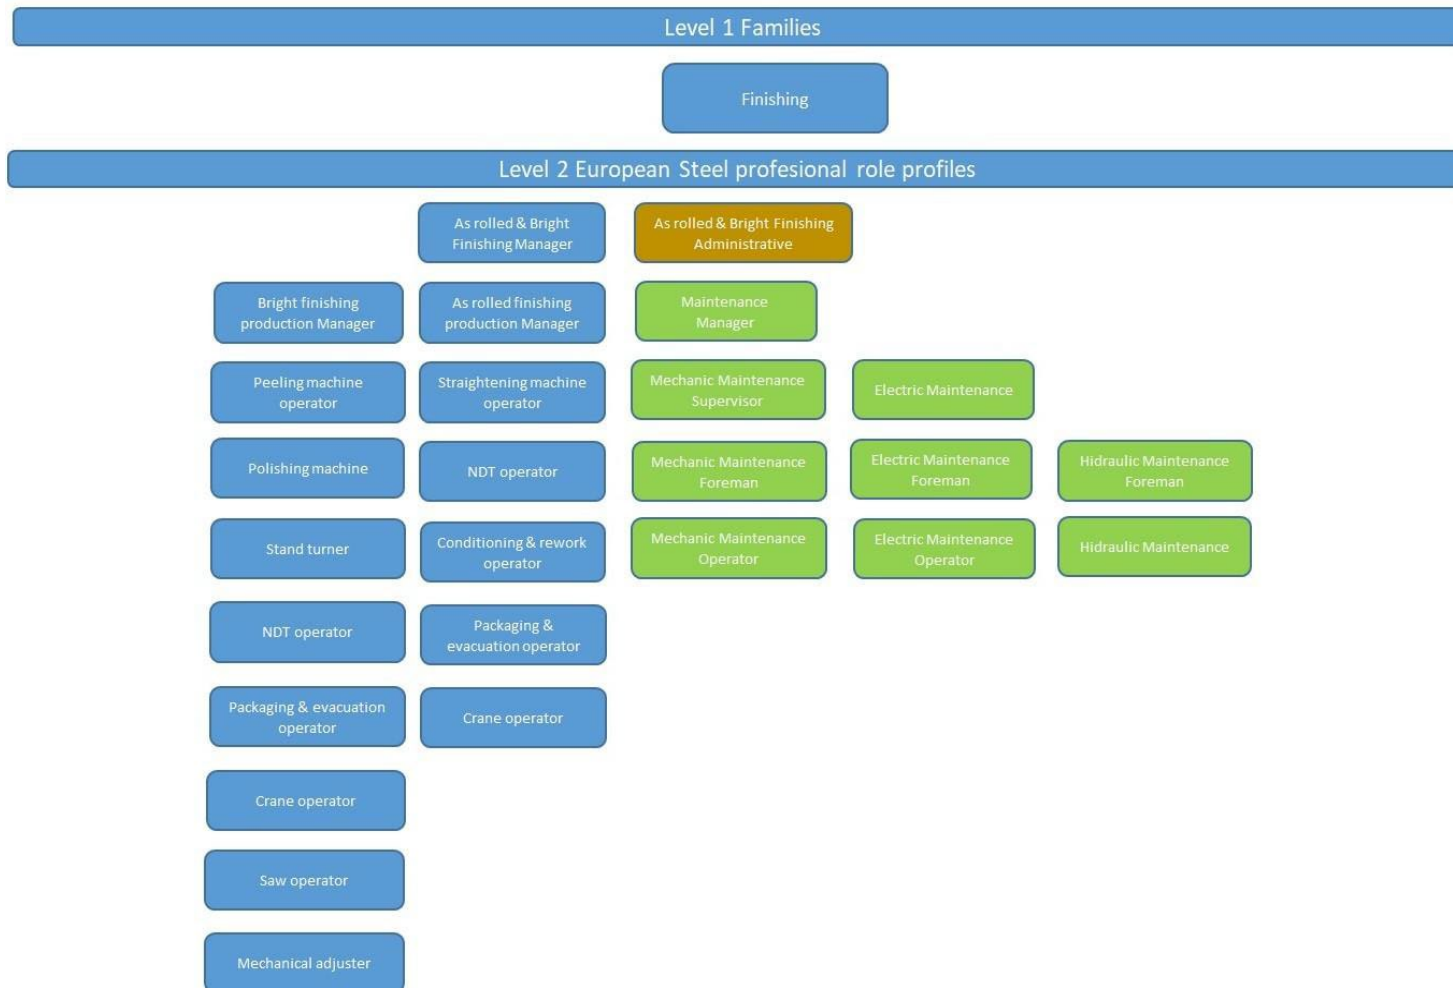 Level 1 Families
Finishing
Level 2 European Steel profesional role profiles
As rolled & Bright
Finishing Manager
As rolled & Bright Finishing
Administrative
Bright finishing
production Manager
As rolled finishing
production Manager
Maintenance
Manager
Peeling machine
operator
Straightening machine
operator
Mechanic Maintenance
Supervisor
Electric Maintenance
Polishing machine
NDT operator
Mechanic Maintenance
Foreman
Electric Maintenance
Foreman
Hidraulic Maintenance
Foreman
Stand turner
Conditioning & rework
operator
Mechanic Maintenance
Operator
Electric Maintenance
Operator
Hidraulic Maintenance
NDT operator
Packaging &
evacuation operator
Packaging & evacuation
operator
Crane operator
Crane operator
Saw operator
Mechanical adjuster